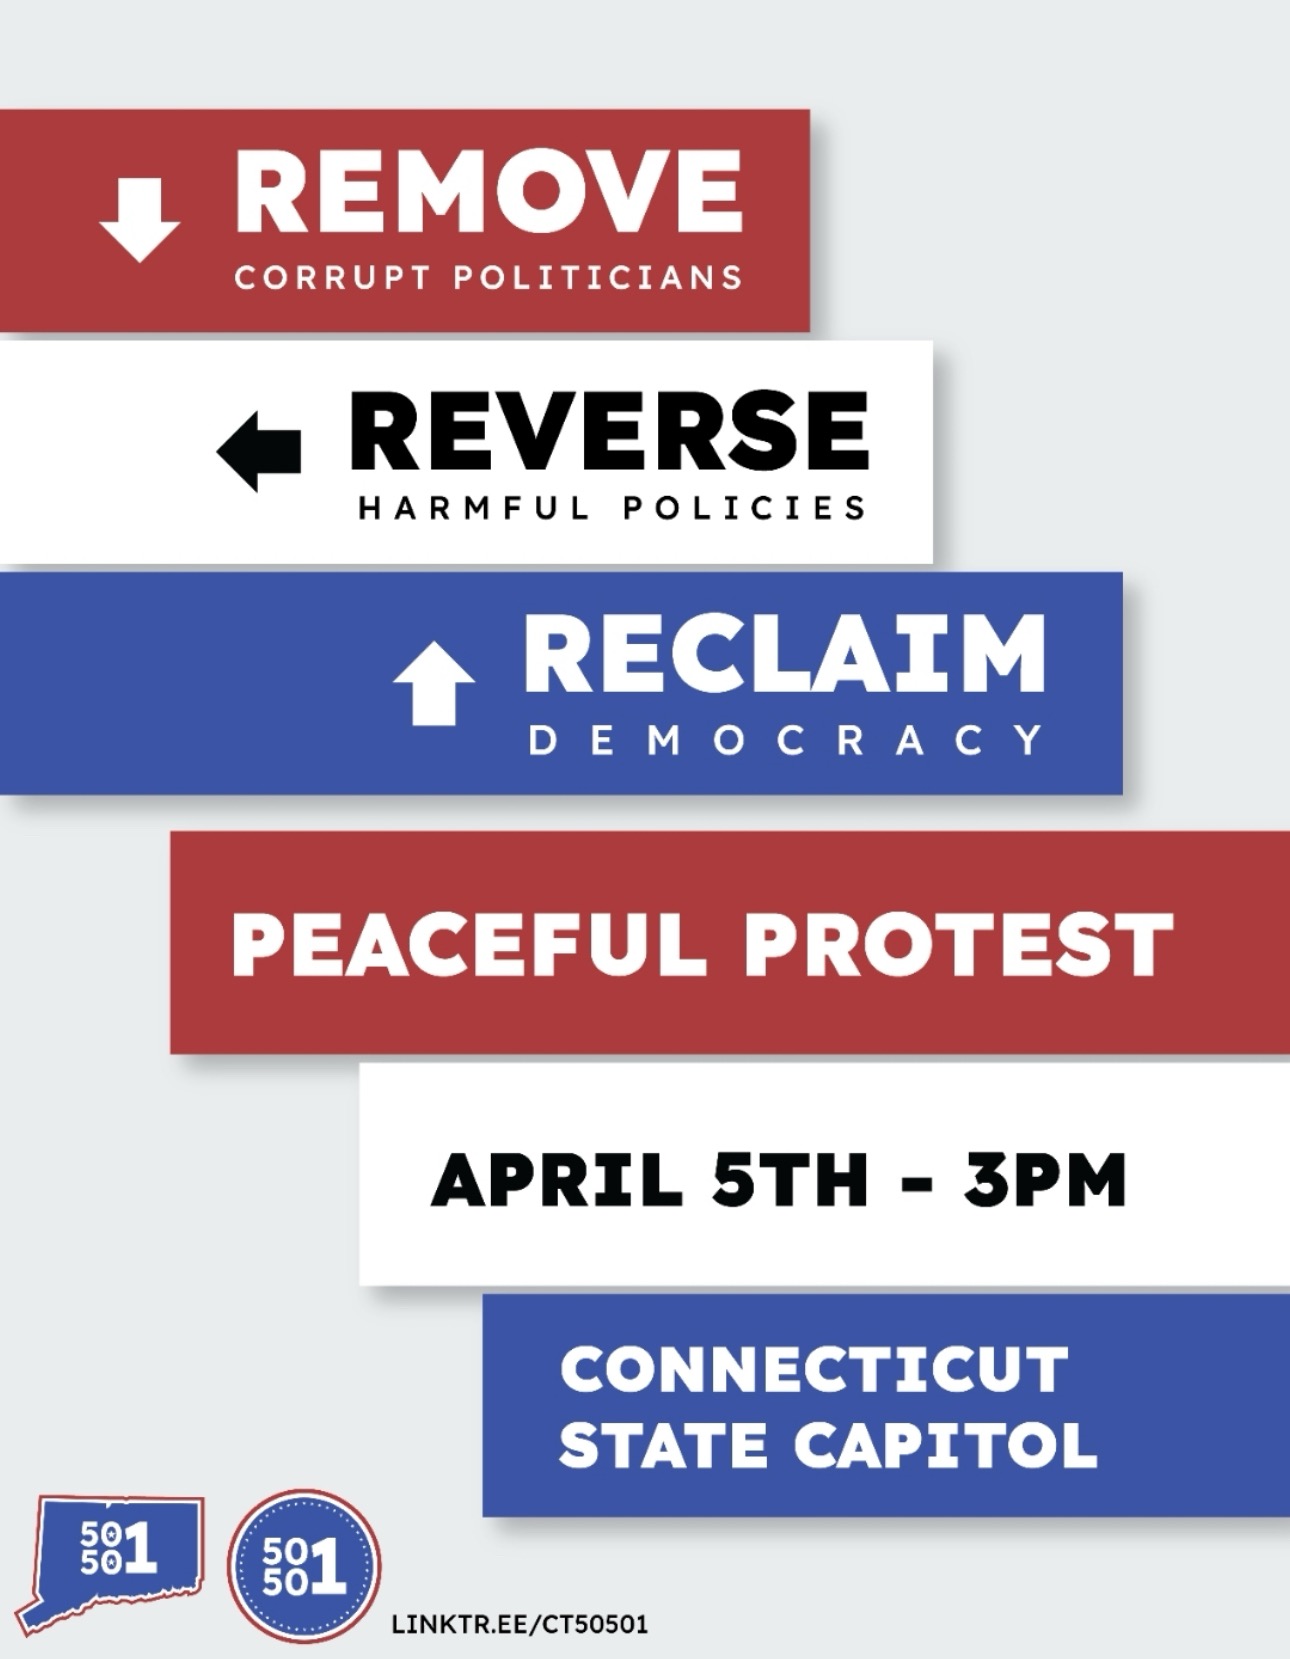 REMOVE
CORRUPT POLITICIANS
REVERSE
HARMFUL POLICIES
RECLAIM
DEMOCRACY
PEACEFUL PROTEST
APRIL 5TH - 3PM
CONNECTICUT
STATE CAPITOL
50
50
1
50
50
1
LINKTR.EE/CT50501